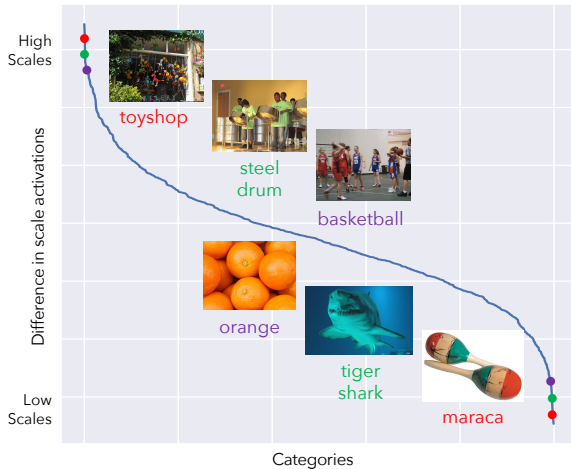 High
Scales
toyshop
steel
drum
basketball
Difference in scale activations
orange
tiger
shark
maraca
Low
Scales
Categories